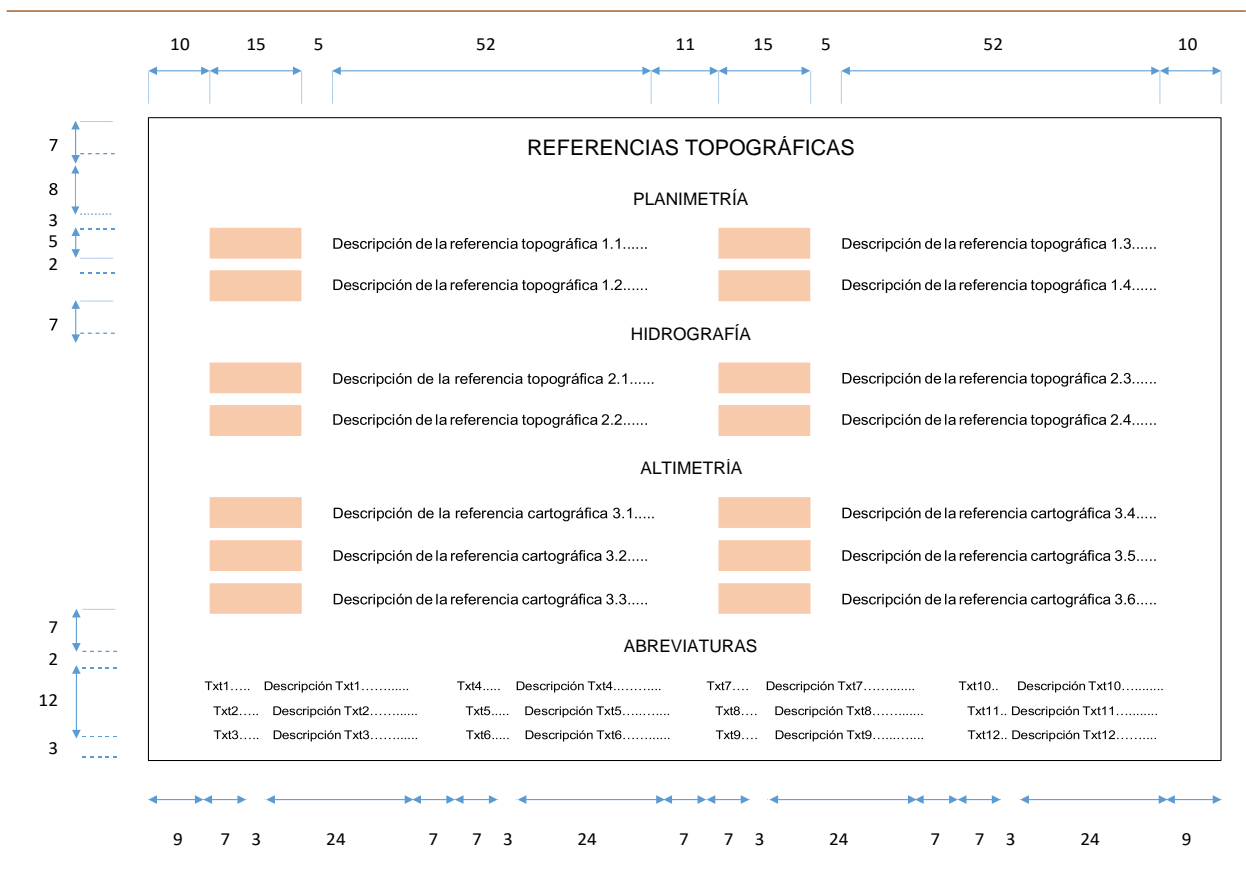 10 15 5 52 11 15 5 52 10
7
REFERENCIAS TOPOGRÁFICAS
8
PLANIMETRÍA
3
5
Descripción de la referencia topográfica 1.1...... Descripción de la referencia topográfica 1.3......
2
Descripción de la referencia topográfica 1.2...... Descripción de la referencia topográfica 1.4......
7
HIDROGRAFÍA
Descripción de la referencia topográfica 2.1...... Descripción de la referencia topográfica 2.3......
Descripción de la referencia topográfica 2.2...... Descripción de la referencia topográfica 2.4......
ALTIMETRÍA
Descripción de la referencia cartográfica 3.1..... Descripción de la referencia cartográfica 3.4.....
Descripción de la referencia cartográfica 3.2..... Descripción de la referencia cartográfica 3.5.....
Descripción de la referencia cartográfica 3.3..... Descripción de la referencia cartográfica 3.6.....
7
ABREVIATURAS
2
Txt1….. Descripción Txt1……...... Txt4..... Descripción Txt4…….…... Txt7…. Descripción Txt7……....... Txt10.. Descripción Txt10…........
12
Txt2….. Descripción Txt2……...... Txt5..... Descripción Txt5…..…..... Txt8…. Descripción Txt8……....... Txt11.. Descripción Txt11…........
Txt3….. Descripción Txt3……...... Txt6..... Descripción Txt6……....... Txt9…. Descripción Txt9…...…..... Txt12.. Descripción Txt12……....
3
9 7 3 24 7 7 3 24 7 7 3 24 7 7 3 24 9